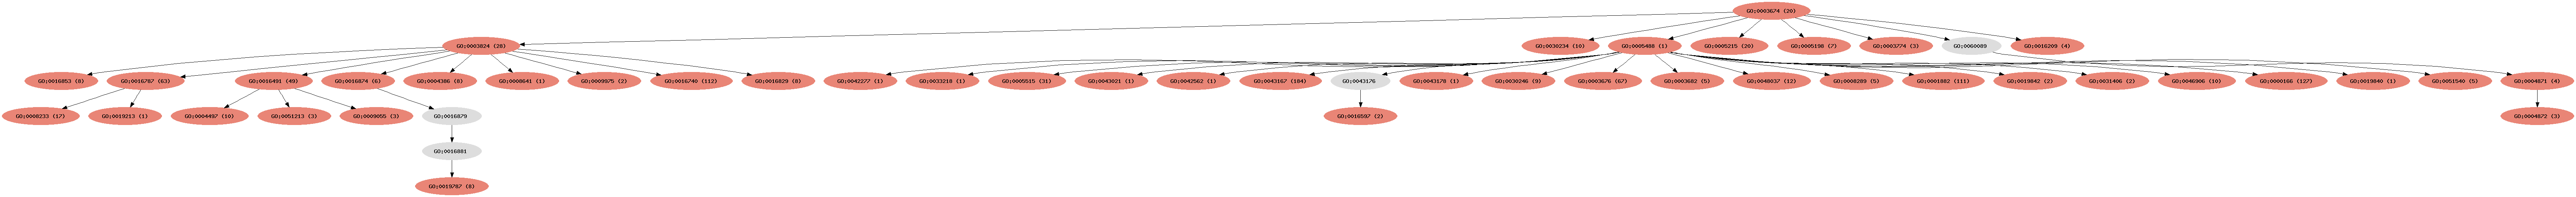 GO:0003674 (20)
GO:0003824 (28)
GO:0030234 (10)
GO:0005488 (1)
GO:0005215 (20)
GO:0005198 (7)
GO:0003774 (3)
GO:0060089
GO:0016209 (4)
GO:0016853 (8)
GO:0016787 (63)
GO:0016491 (49)
GO:0016874 (6)
GO:0004386 (8)
GO:0008641 (1)
GO:0009975 (2)
GO:0016740 (112)
GO:0016829 (8)
GO:0042277 (1)
GO:0033218 (1)
GO:0005515 (31)
GO:0043021 (1)
GO:0042562 (1)
GO:0043167 (184)
GO:0043176
GO:0043178 (1)
GO:0030246 (9)
GO:0003676 (67)
GO:0003682 (5)
GO:0048037 (12)
GO:0008289 (5)
GO:0001882 (111)
GO:0019842 (2)
GO:0031406 (2)
GO:0046906 (10)
GO:0000166 (127)
GO:0019840 (1)
GO:0051540 (5)
GO:0004871 (4)
GO:0008233 (17)
GO:0019213 (1)
GO:0004497 (10)
GO:0051213 (3)
GO:0009055 (3)
GO:0016879
GO:0016597 (2)
GO:0004872 (3)
GO:0016881
GO:0019787 (8)